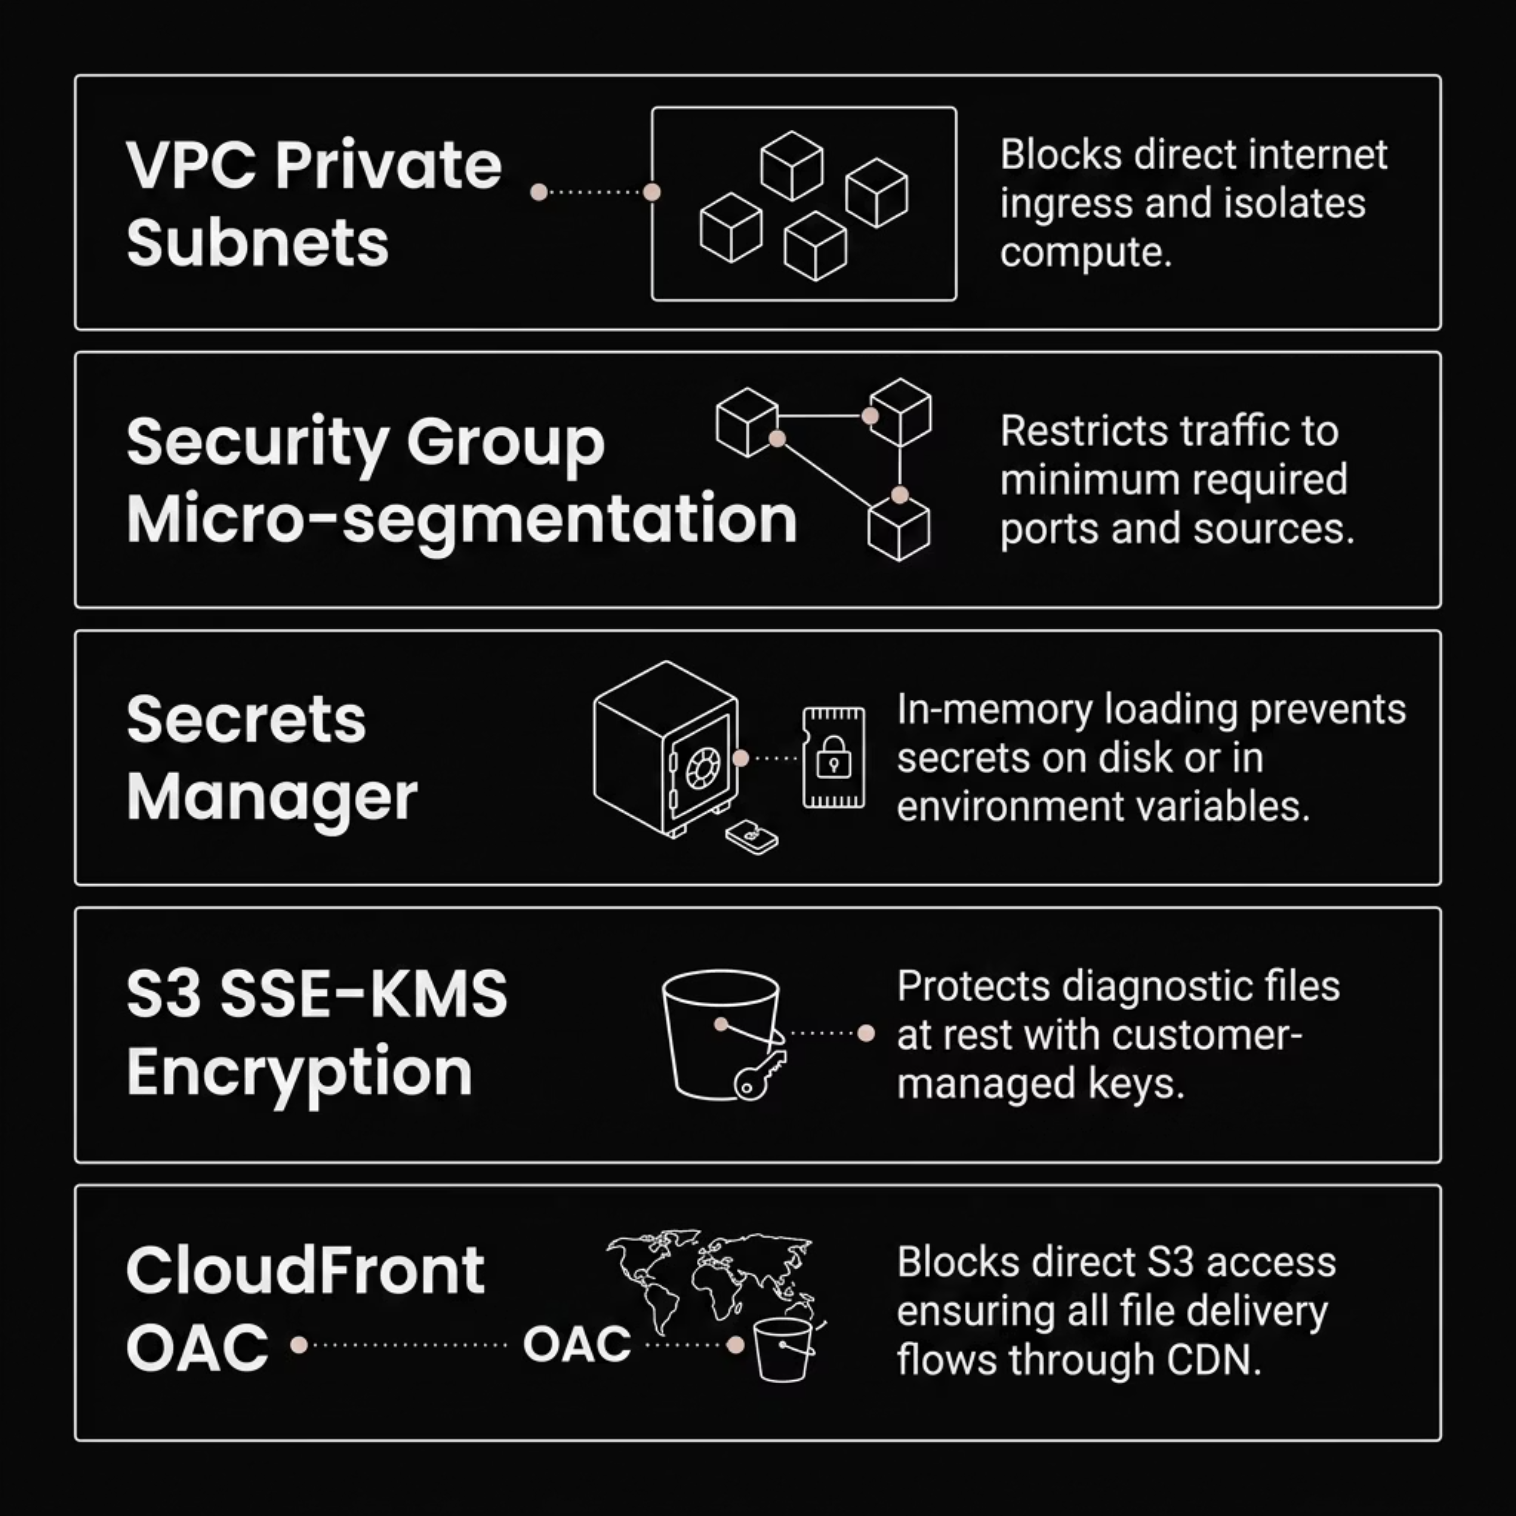 VPC Private
Subnets
Blocks direct internet
ingress and isolates
compute.
Security Group
Micro-segmentation
Restricts traffic to
minimum required
ports and sources.
Secrets
Manager
In-memory loading prevents
secrets on disk or in
environment variables.
S3 SSE-KMS
Encryption
Protects diagnostic files
at rest with customer-
managed keys.
CloudFront
OAC
OAC
Blocks direct S3 access
ensuring all file delivery
flows through CDN.